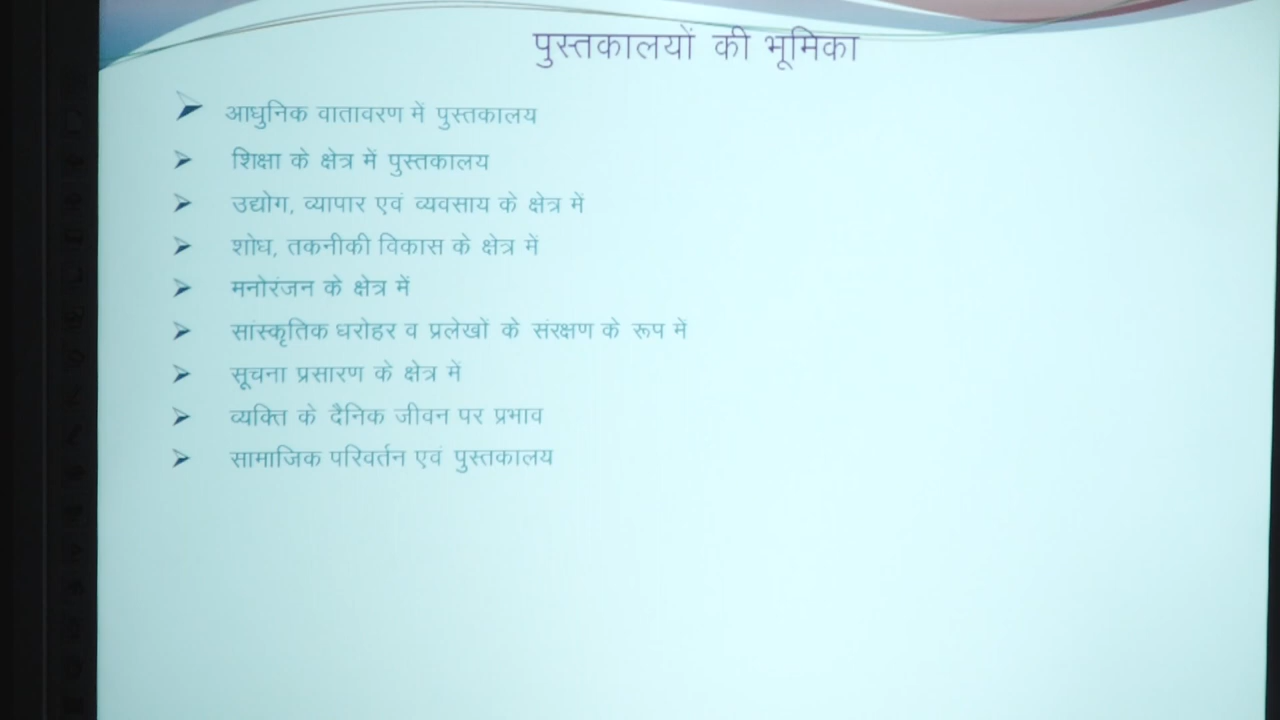 पुस्तकालयों की भूमिका
आधुनिक वातावरण में पुस्तकालय
शिक्षा के क्षेत्र में पुस्तकालय
उद्योग, व्यापार एवं व्यवसाय के क्षेत्र में
शोध, तकनीकी विकास के क्षेत्र में
मनोरंजन के क्षेत्र में
सांस्कृतिक धरोहर व प्रलेखों के संरक्षण के रूप में
सूचना प्रसारण के क्षेत्र में
व्यक्ति के दैनिक जीवन पर प्रभाव
सामाजिक परिवर्तन एवं पुस्तकालय